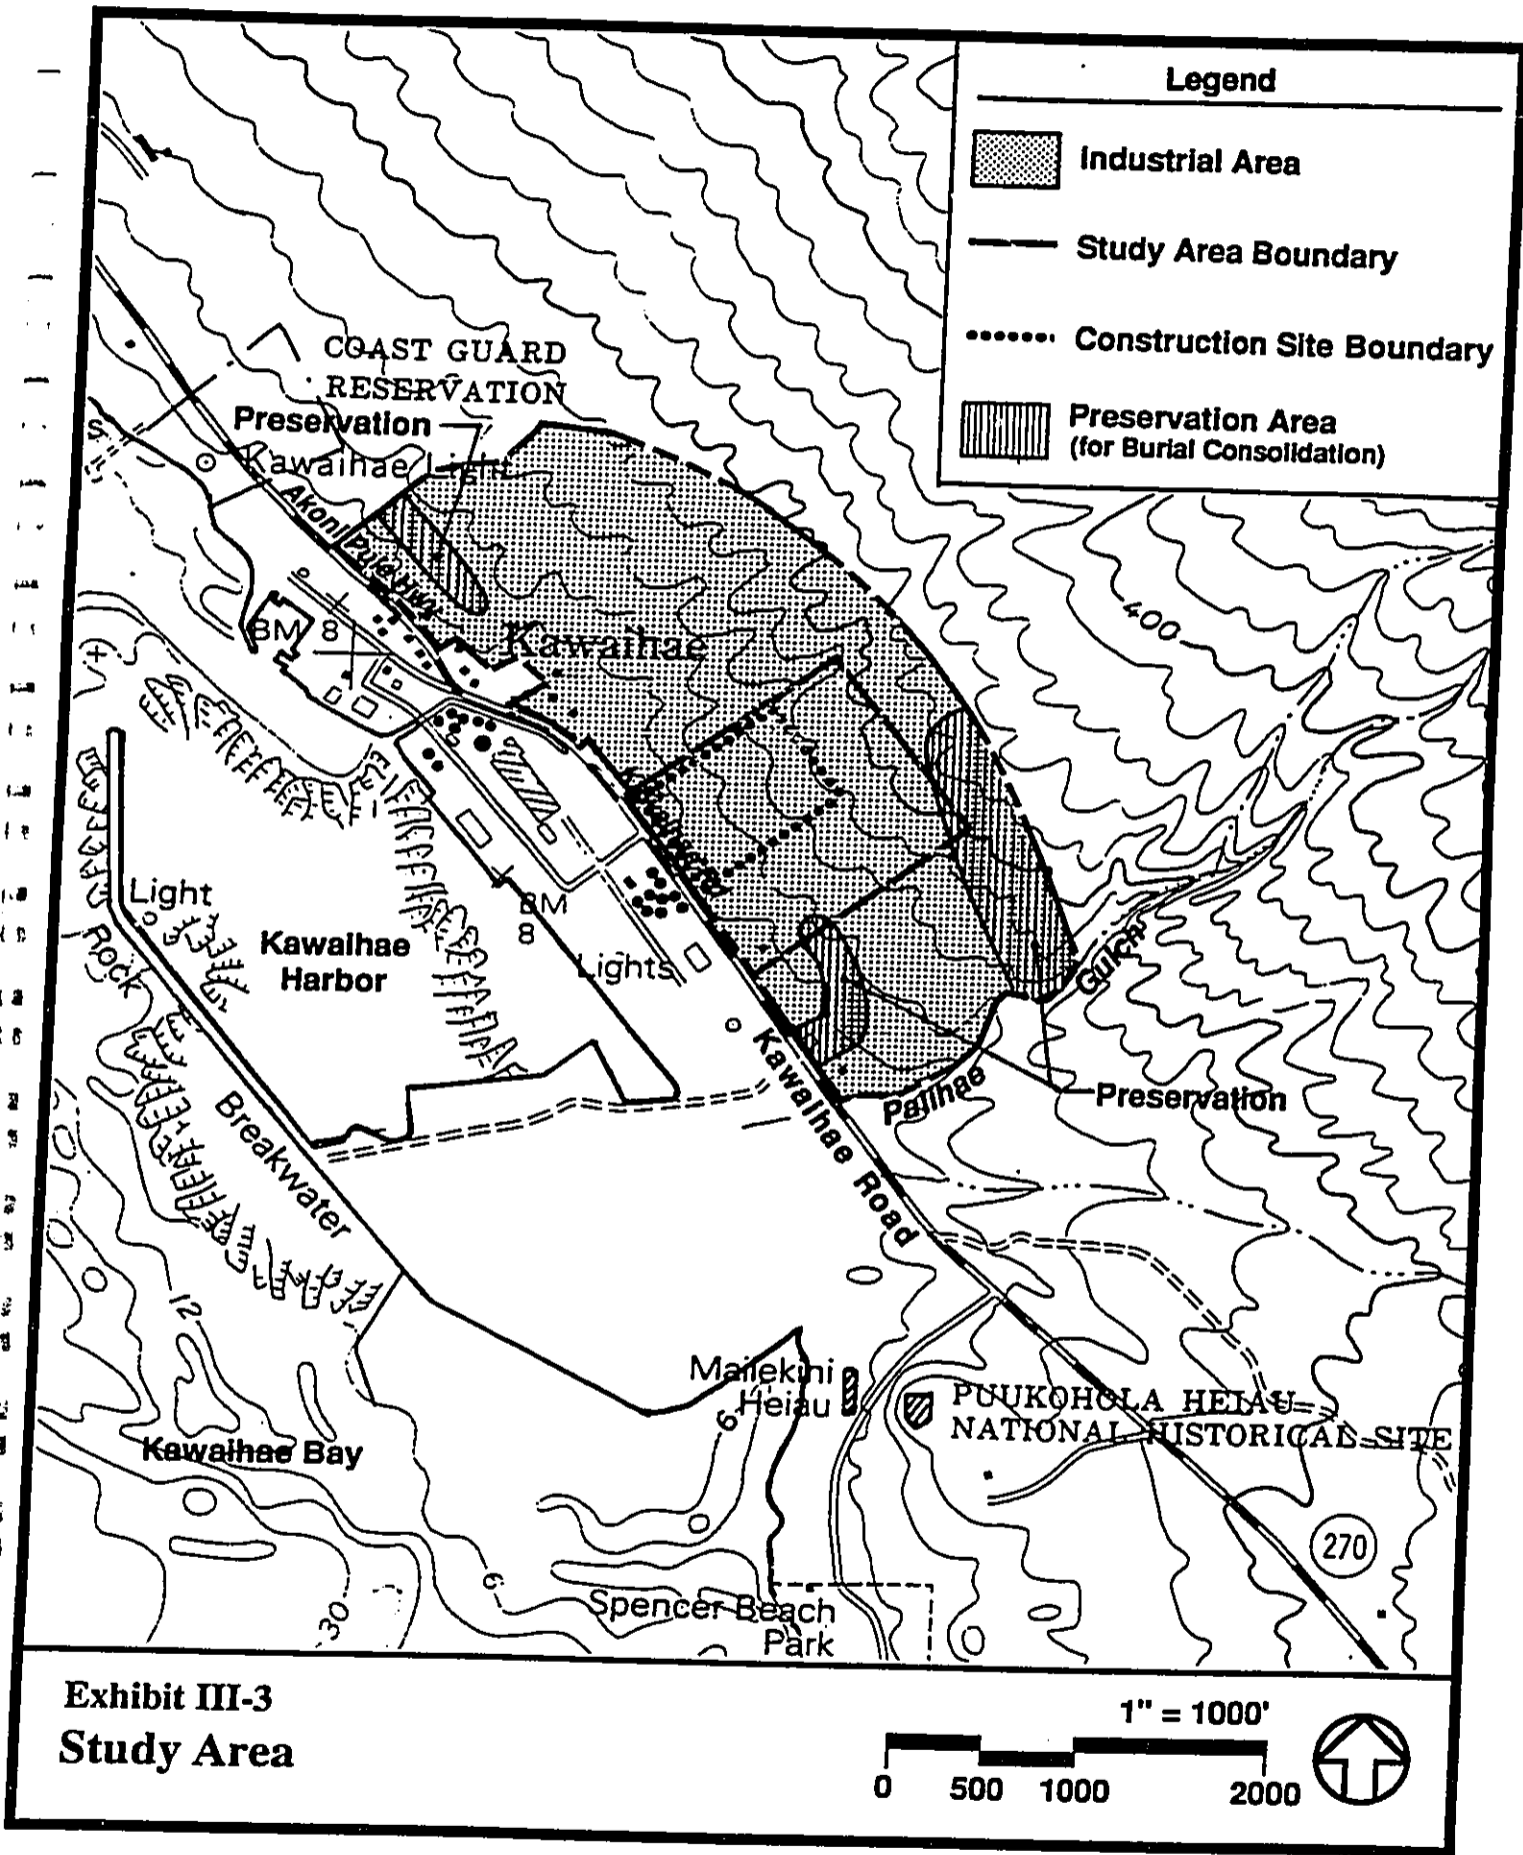 Legend
Industrial Area
Study Area Boundary
Construction Site Boundary
Preservation Area
(for Burial Consolidation)
COAST GUARD
RESERVATION
Preservation
Kawaihae Light
S
Akoni Pule Hwy
400
BM 8
Kawaihae
Light
Rock
Kawaihae
Harbor
BM
8
Lights
Gulch
Kawaihae Road
Palihae
Preservation
Breakwater
12
Mailekini
Heiau
6
PUUKOHOLA HEIAU
NATIONAL HISTORICAL SITE
Kawaihae Bay
270
6
30
Spencer Beach
Park
Exhibit III-3
Study Area
1" = 1000'
0 500 1000 2000